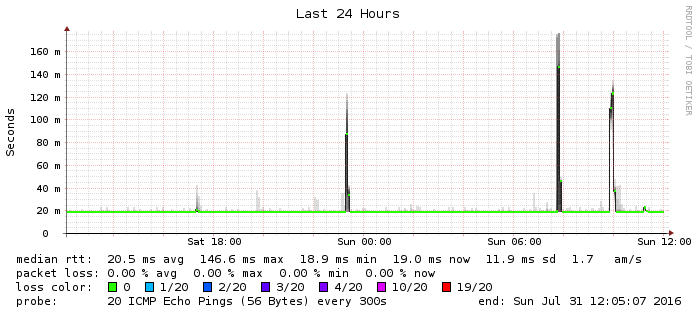 Last 24 Hours
RRDTOOL / TOBI OETIKER
Seconds
160 m
140 m
120 m
100 m
80 m
60 m
40 m
20 m
0
Sat 18:00 Sun 00:00 Sun 06:00 Sun 12:00
median rtt: 20.5 ms avg 146.6 ms max 18.9 ms min 19.0 ms now 11.9 ms sd 1.7 am/s
packet loss: 0.00 % avg 0.00 % max 0.00 % min 0.00 % now
loss color: 0 1/20 2/20 3/20 4/20 10/20 19/20
probe: 20 ICMP Echo Pings (56 Bytes) every 300s end: Sun Jul 31 12:05:07 2016